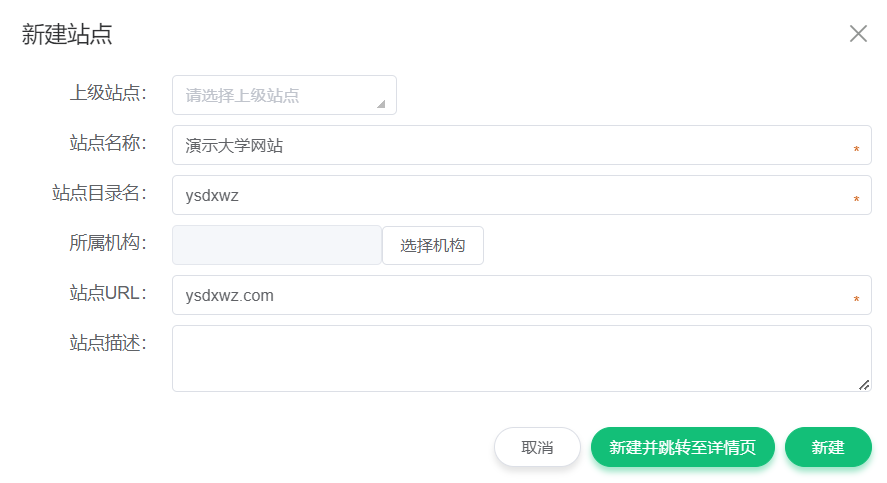 新建站点
上级站点： 请选择上级站点
站点名称： 演示大学网站 *
站点目录名： ysdxwz *
所属机构： 选择机构
站点URL： ysdxwz.com *
站点描述：
取消 新建并跳转至详情页 新建